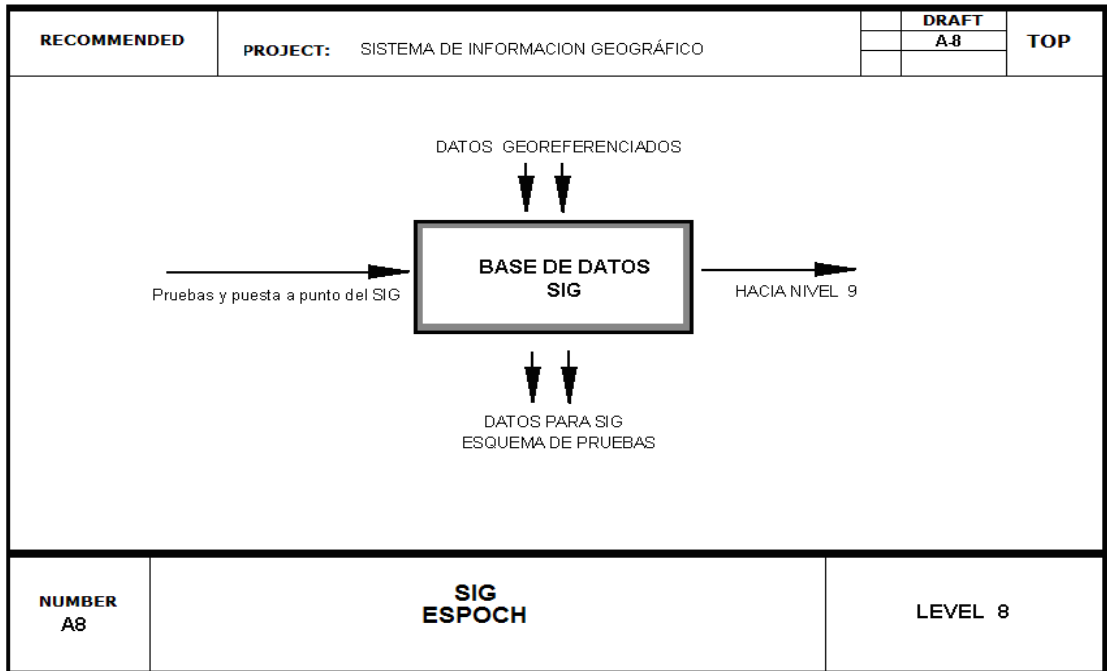 RECOMMENDED
PROJECT: SISTEMA DE INFORMACION GEOGRÁFICO
DRAFT
A-8
TOP
DATOS GEOREFERENCIADOS
BASE DE DATOS
SIG
Pruebas y puesta a punto del SIG
HACIA NIVEL 9
DATOS PARA SIG
ESQUEMA DE PRUEBAS
NUMBER
A8
SIG
ESPOCH
LEVEL 8